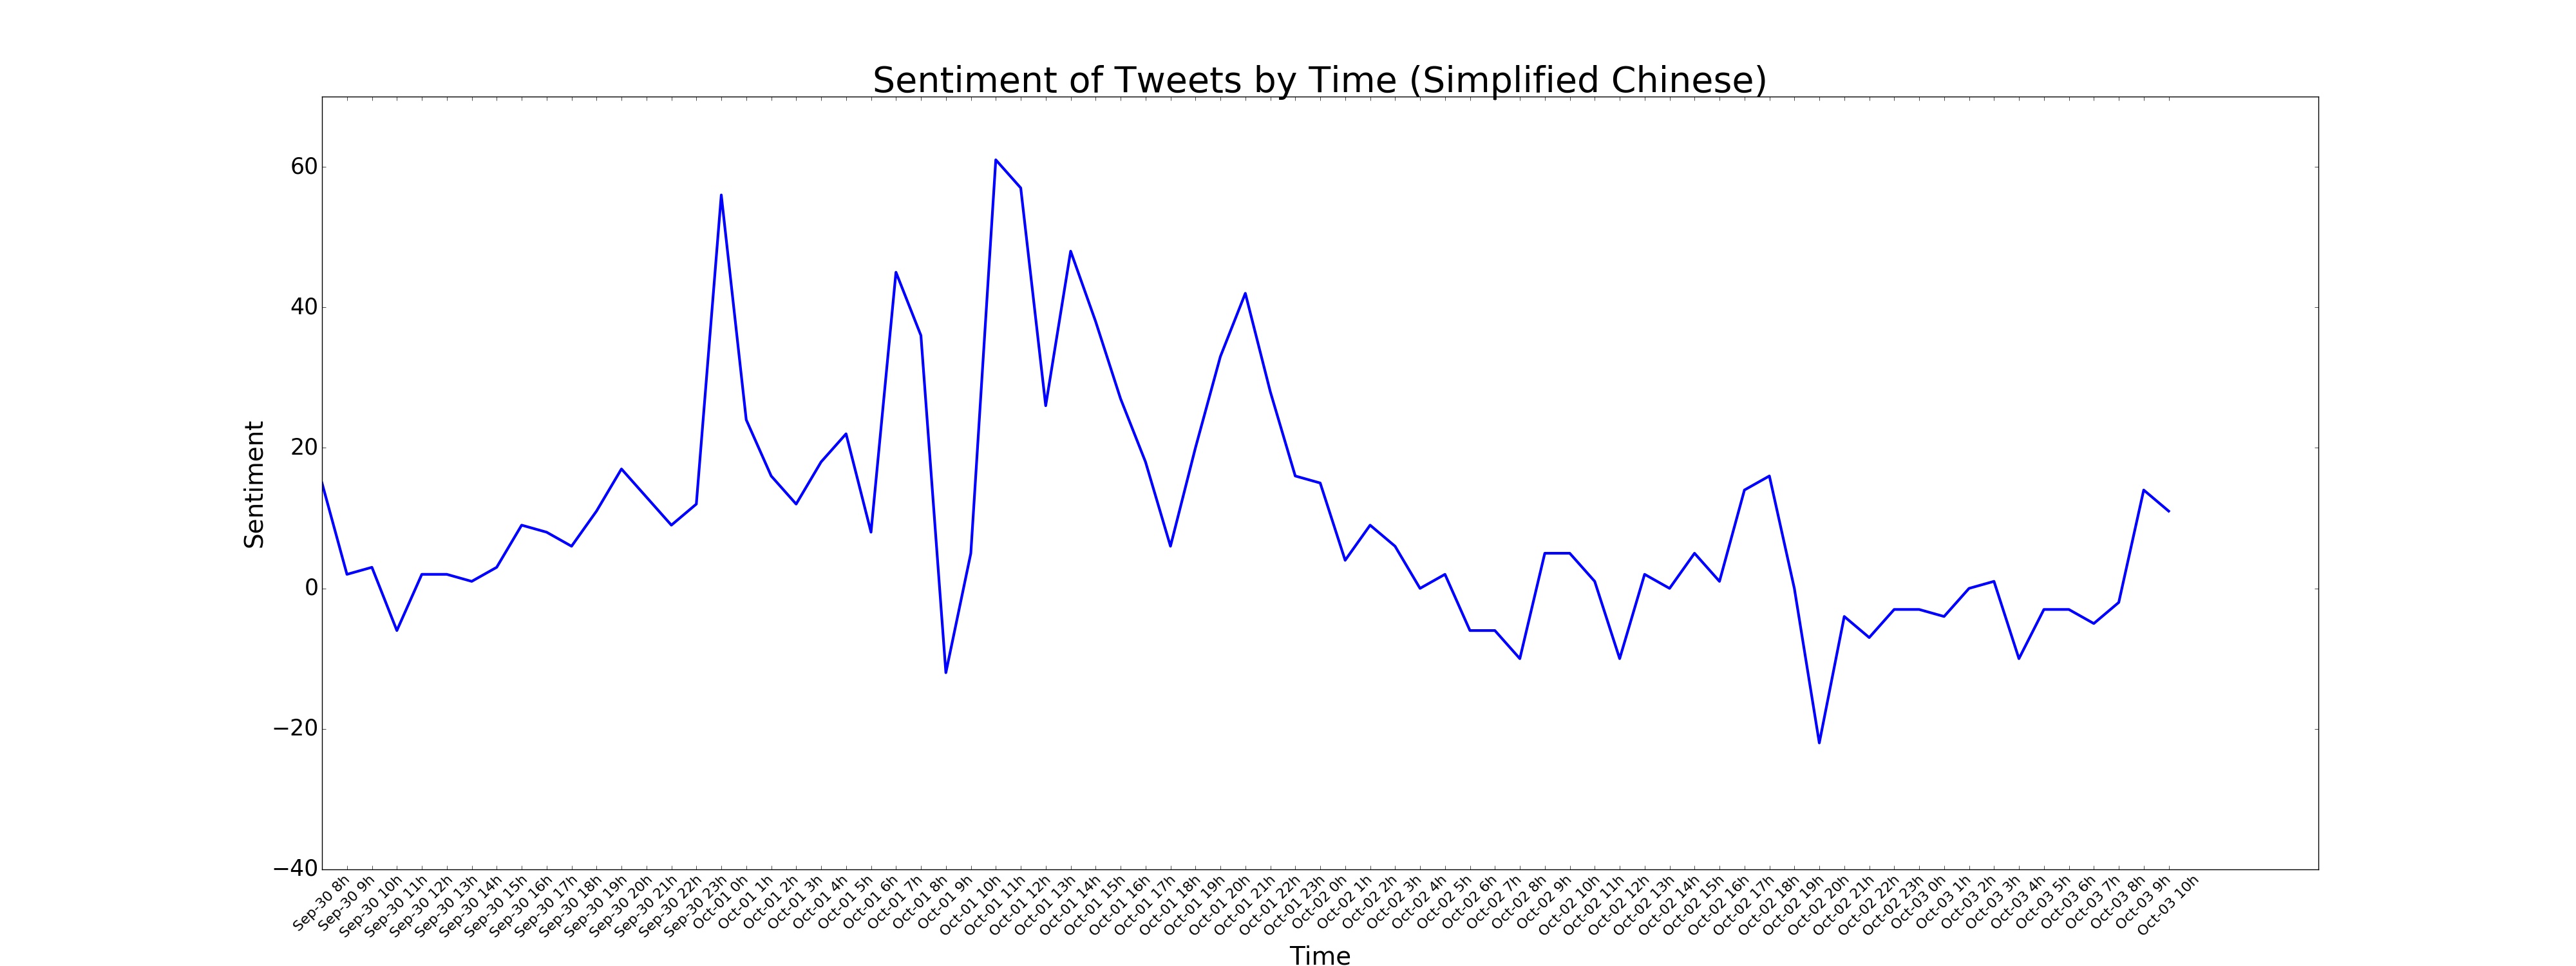 Sentiment of Tweets by Time (Simplified Chinese)
60
40
20
0
−20
−40
Sentiment
Sep-30 8h
Sep-30 9h
Sep-30 10h
Sep-30 11h
Sep-30 12h
Sep-30 13h
Sep-30 14h
Sep-30 15h
Sep-30 16h
Sep-30 17h
Sep-30 18h
Sep-30 19h
Sep-30 20h
Sep-30 21h
Sep-30 22h
Sep-30 23h
Oct-01 0h
Oct-01 1h
Oct-01 2h
Oct-01 3h
Oct-01 4h
Oct-01 5h
Oct-01 6h
Oct-01 7h
Oct-01 8h
Oct-01 9h
Oct-01 10h
Oct-01 11h
Oct-01 12h
Oct-01 13h
Oct-01 14h
Oct-01 15h
Oct-01 16h
Oct-01 17h
Oct-01 18h
Oct-01 19h
Oct-01 20h
Oct-01 21h
Oct-01 22h
Oct-01 23h
Oct-02 0h
Oct-02 1h
Oct-02 2h
Oct-02 3h
Oct-02 4h
Oct-02 5h
Oct-02 6h
Oct-02 7h
Oct-02 8h
Oct-02 9h
Oct-02 10h
Oct-02 11h
Oct-02 12h
Oct-02 13h
Oct-02 14h
Oct-02 15h
Oct-02 16h
Oct-02 17h
Oct-02 18h
Oct-02 19h
Oct-02 20h
Oct-02 21h
Oct-02 22h
Oct-02 23h
Oct-03 0h
Oct-03 1h
Oct-03 2h
Oct-03 3h
Oct-03 4h
Oct-03 5h
Oct-03 6h
Oct-03 7h
Oct-03 8h
Oct-03 9h
Oct-03 10h
Time